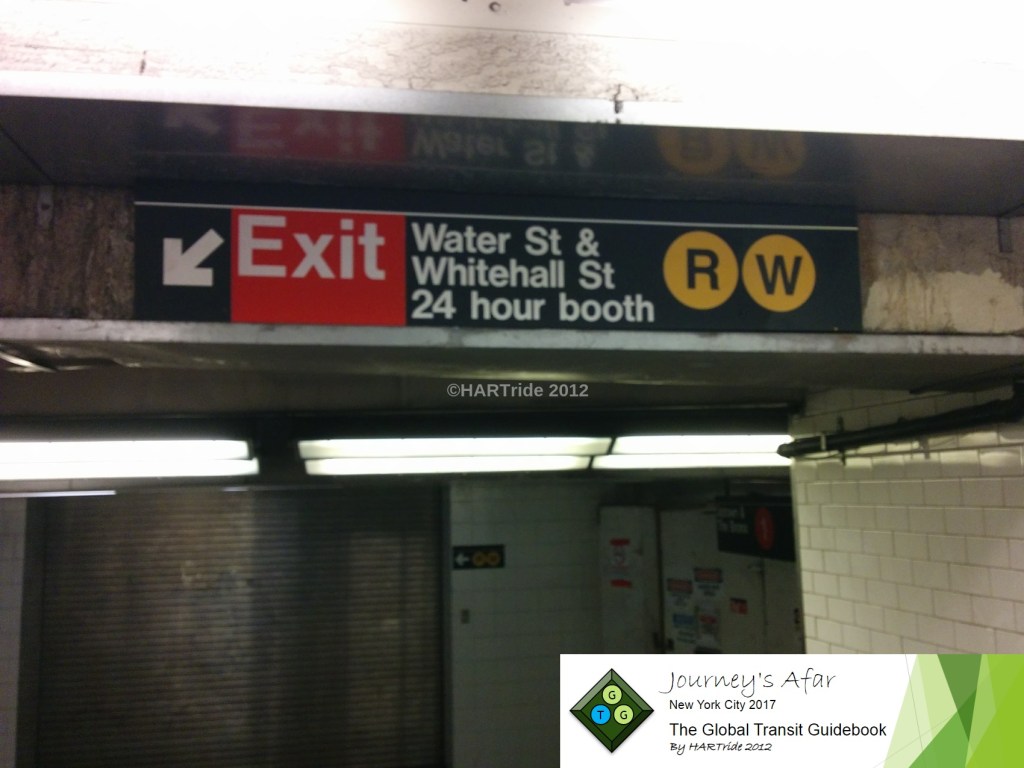 Exit
Water St &
Whitehall St
24 hour booth
R W
©HARTride 2012
1
G
T G
Journey's Afar
New York City 2017
The Global Transit Guidebook
By HARTride 2012